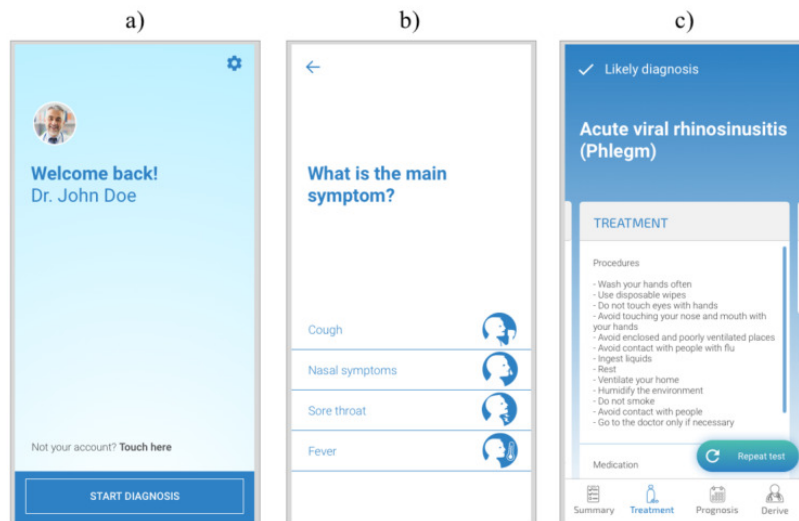 a)
b)
c)
Welcome back!
Dr. John Doe
Not your account? Touch here
START DIAGNOSIS
What is the main
symptom?
Cough
Nasal symptoms
Sore throat
Fever
Likely diagnosis
Acute viral rhinosinusitis
(Phlegm)
TREATMENT
Procedures
- Wash your hands often
- Use disposable wipes
- Do not touch eyes with hands
- Avoid touching your nose and mouth with
your hands
- Avoid enclosed and poorly ventilated places
- Avoid contact with people with flu
- Ingest liquids
- Rest
- Ventilate your home
- Humidify the environment
- Do not smoke
- Avoid contact with people
- Go to the doctor only if necessary
Medication
Repeat test
Summary
Treatment
Prognosis
Derive